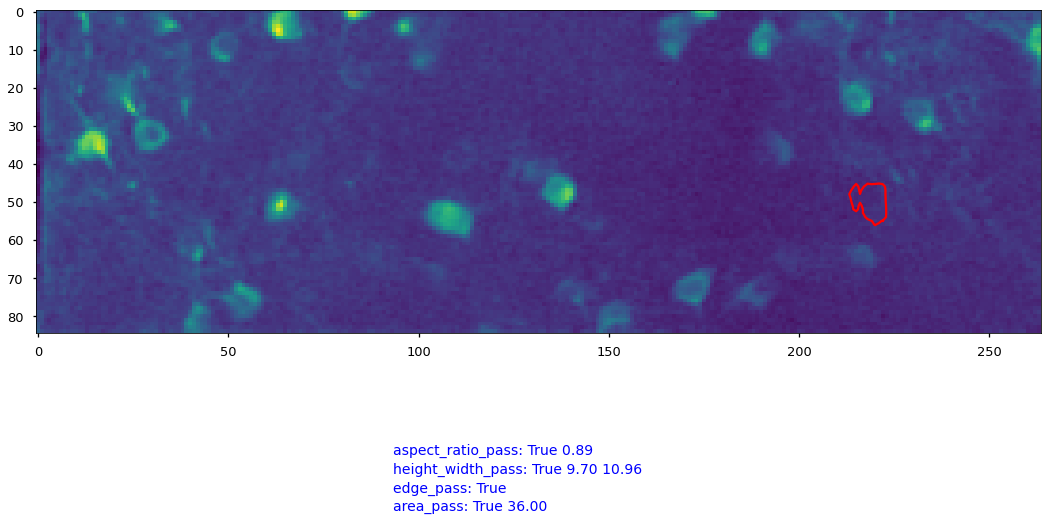 0
10
20
30
40
50
60
70
80
0 50 100 150 200 250
aspect_ratio_pass: True 0.89
height_width_pass: True 9.70 10.96
edge_pass: True
area_pass: True 36.00